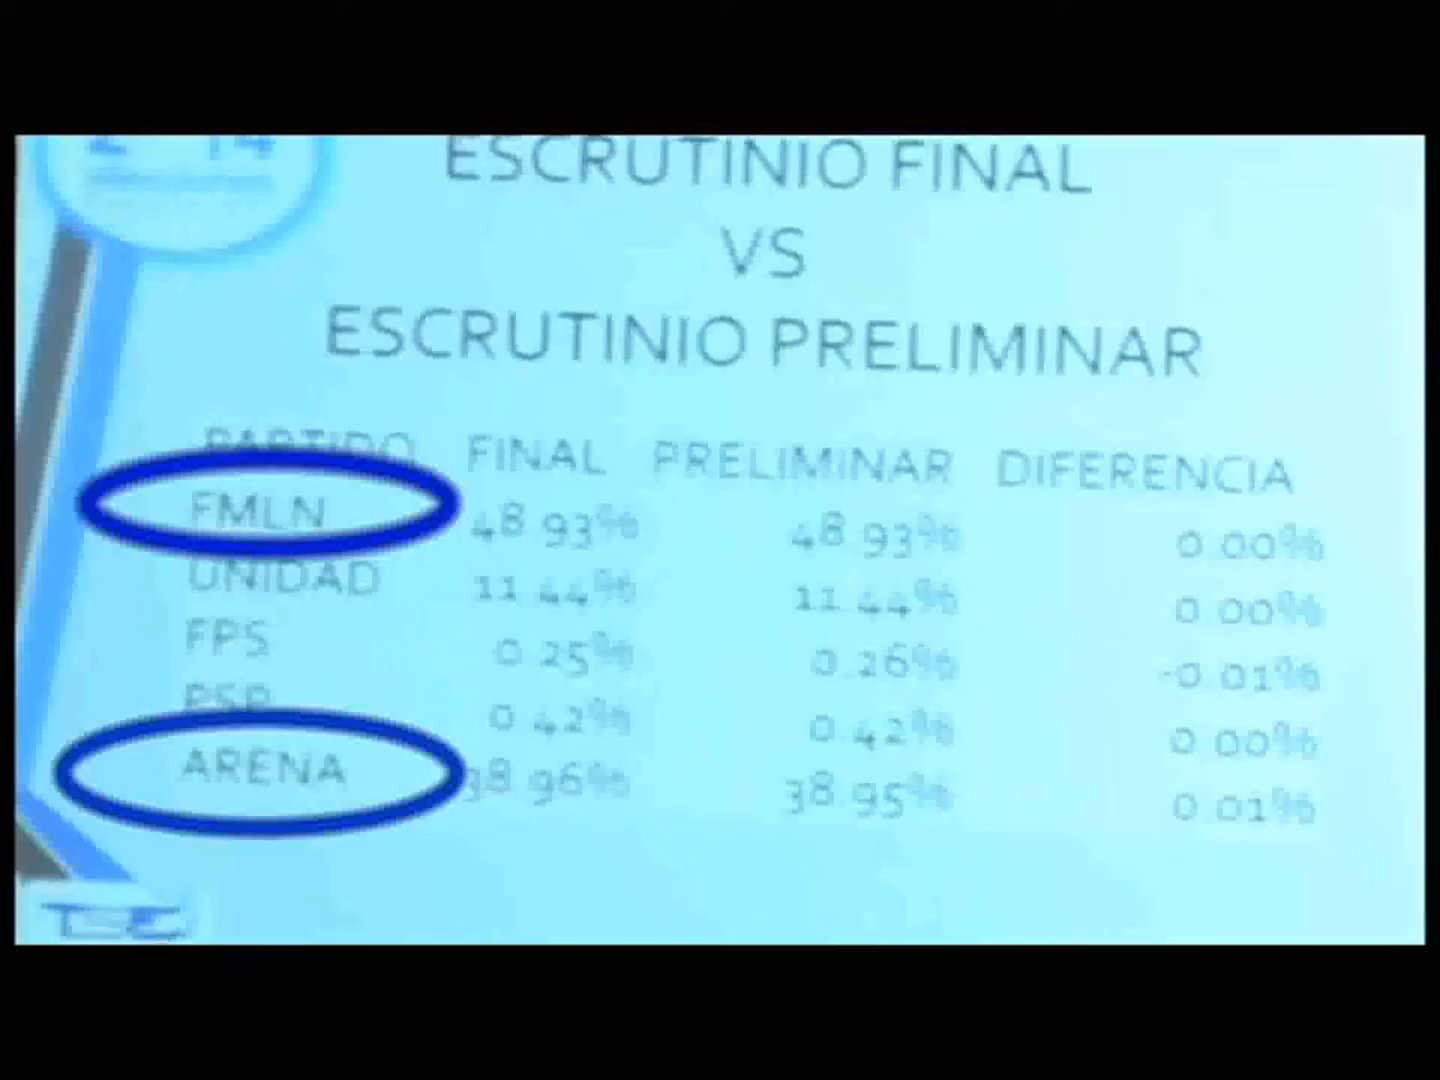 ESCRUTINIO FINAL
VS
ESCRUTINIO PRELIMINAR
PARTIDO FINAL PRELIMINAR DIFERENCIA
FMLN 48.93% 48.93% 0.00%
UNIDAD 11.44% 11.44% 0.00%
FPS 0.25% 0.26% -0.01%
PSP 0.42% 0.42% 0.00%
ARENA 38.96% 38.95% 0.01%
TSE